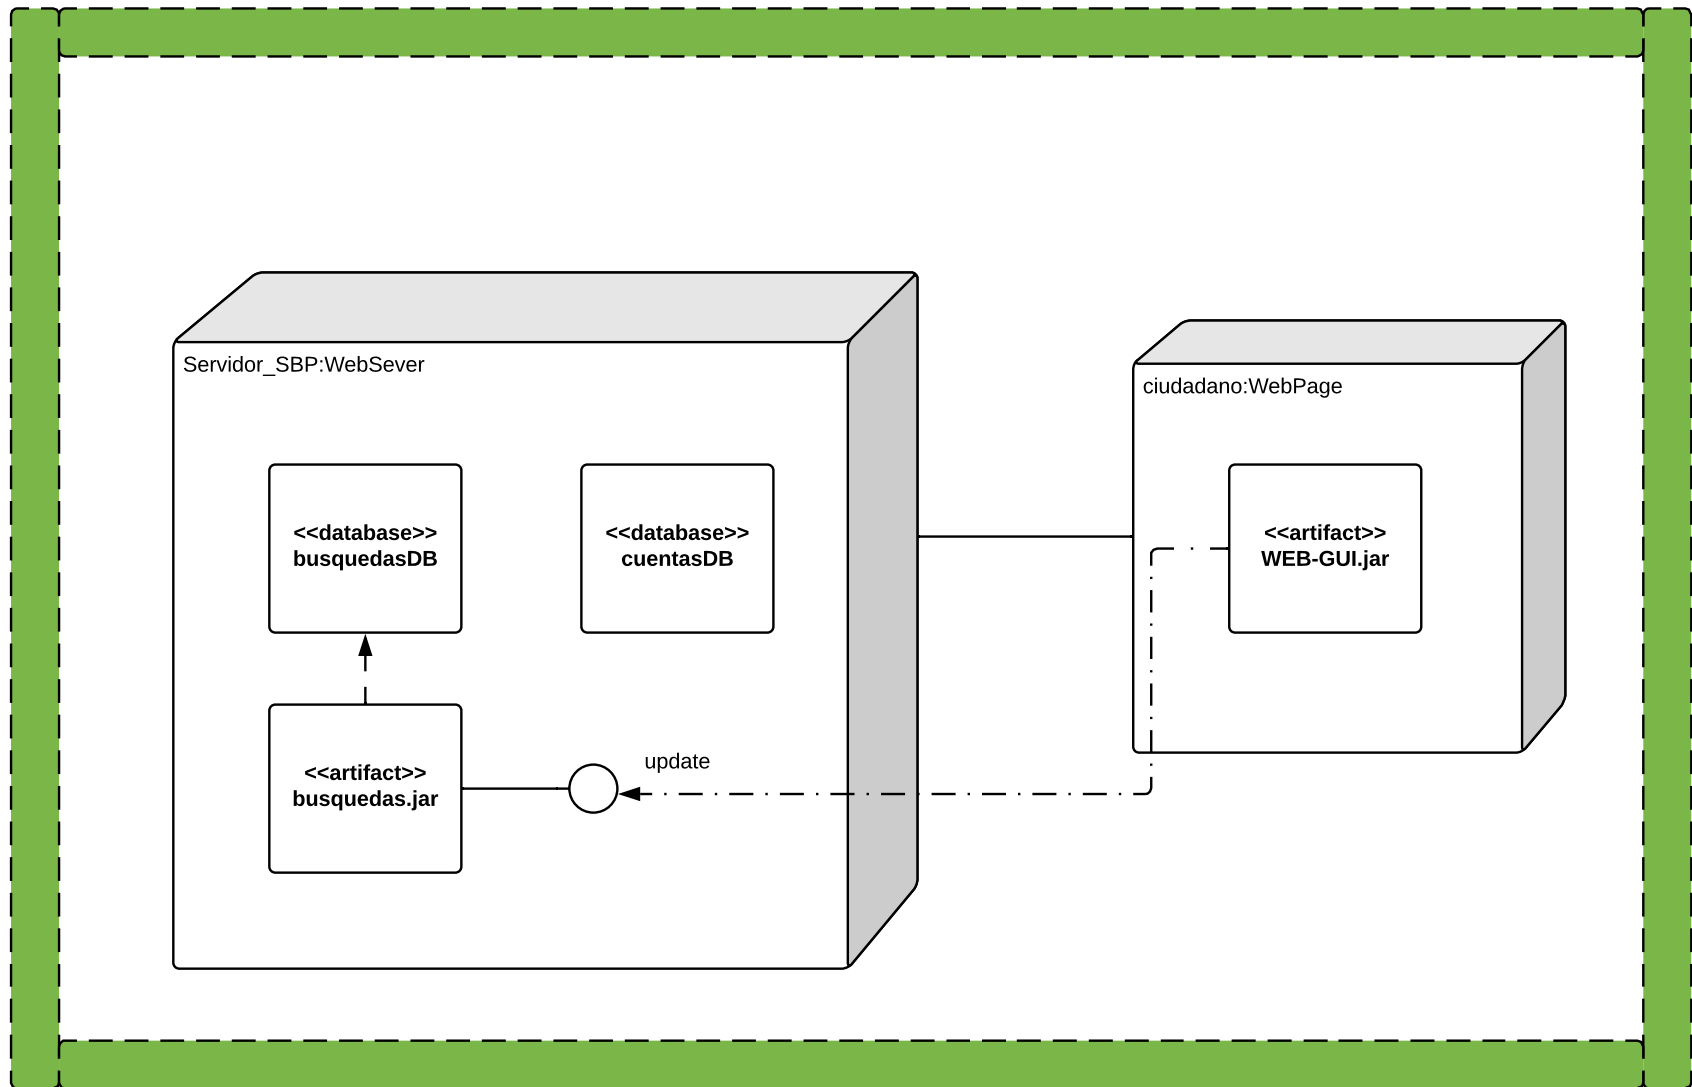 Servidor_SBP:WebSever
ciudadano:WebPage
<<database>>
busquedasDB
<<database>>
cuentasDB
<<artifact>>
WEB-GUI.jar
<<artifact>>
busquedas.jar
update